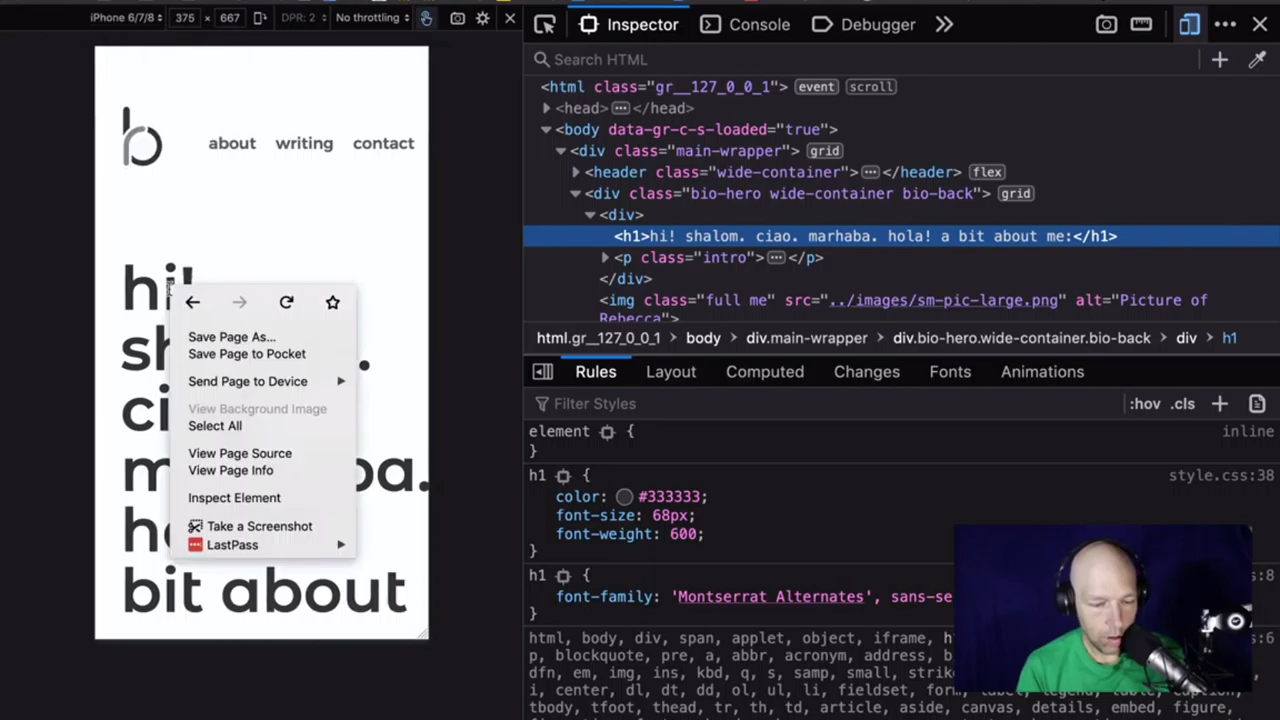 iPhone 6/7/8
375 × 667
DPR: 2
No throttling
b
about writing contact
hi!
sh .
ci
m ba.
ho
bit about
Save Page As...
Save Page to Pocket
Send Page to Device
View Background Image
Select All
View Page Source
View Page Info
Inspect Element
Take a Screenshot
LastPass
Inspector Console Debugger
Search HTML
<html class="gr__127_0_0_1"> event scroll
<head> ••• </head>
<body data-gr-c-s-loaded="true">
<div class="main-wrapper"> grid
<header class="wide-container"> ••• </header> flex
<div class="bio-hero wide-container bio-back"> grid
<div>
<h1>hi! shalom. ciao. marhaba. hola! a bit about me:</h1>
<p class="intro"> ••• </p>
</div>
<img class="full me" src="../images/sm-pic-large.png" alt="Picture of
Rebecca">
html.gr__127_0_0_1 body div.main-wrapper div.bio-hero.wide-container.bio-back div h1
Rules Layout Computed Changes Fonts Animations
Filter Styles :hov .cls
element { inline
}
h1 { style.css:38
color: #333333;
font-size: 68px;
font-weight: 600;
}
h1 { s:8
font-family: 'Montserrat Alternates', sans-se
}
html, body, div, span, applet, object, iframe, h s:6
p, blockquote, pre, a, abbr, acronym, address, b
dfn, em, img, ins, kbd, q, s, samp, small, strik
i, center, dl, dt, dd, ol, ul, li, fieldset, form, label, legend, table, caption,
tbody, tfoot, thead, tr, th, td, article, aside, canvas, details, embed, figure,